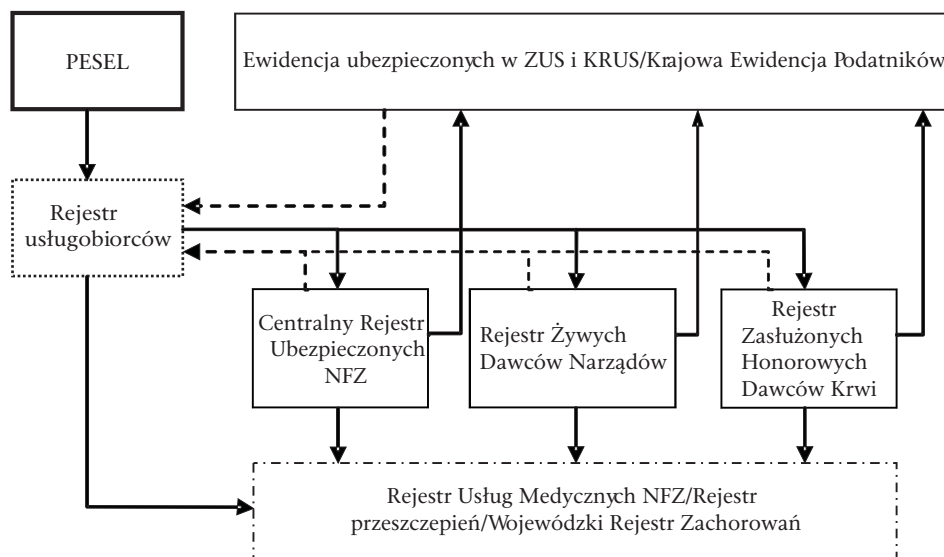 PESEL
Ewidencja ubezpieczonych w ZUS i KRUS/Krajowa Ewidencja Podatników
Rejestr
usługobiorców
Centralny Rejestr
Ubezpieczonych
NFZ
Rejestr Żywych
Dawców Narządów
Rejestr
Zasłużonych
Honorowych
Dawców Krwi
Rejestr Usług Medycznych NFZ/Rejestr
przeszczepień/Wojewódzki Rejestr Zachorowań